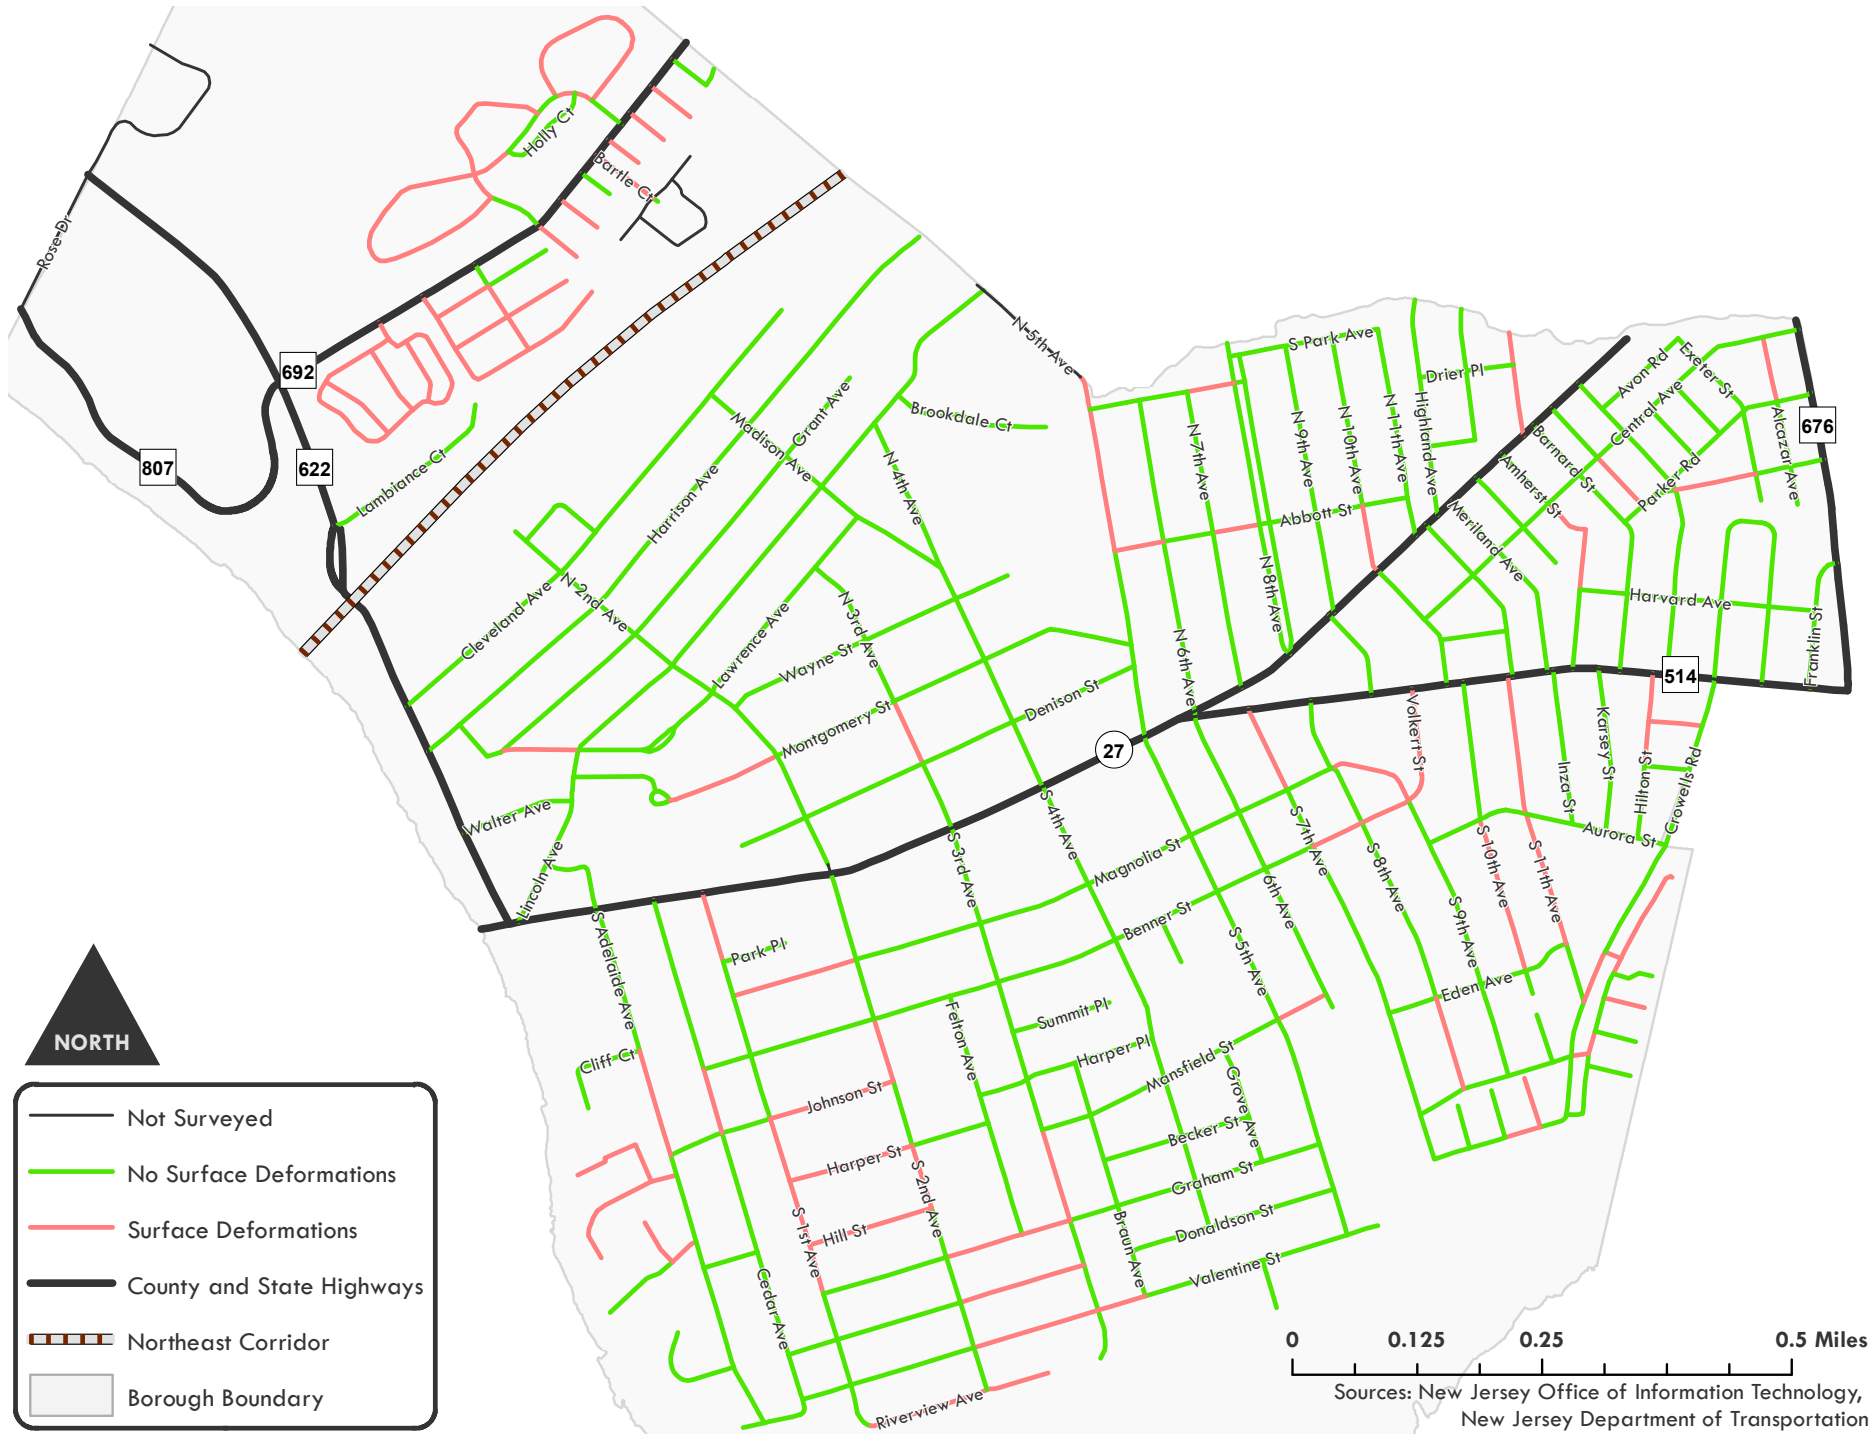 Holly Ct
Bartle Ct
Rose Dr
N 5th Ave
692
S Park Ave
Avon Rd
Exeter St
Drier Pl
Central Ave
Madison Ave
Grant Ave
Brookdale Ct
N 7th Ave
N 9th Ave
N 10th Ave
N 11th Ave
Highland Ave
Barnard St
Alcazar Ave
676
807
622
Lambiance Ct
Harrison Ave
N 4th Ave
Abbott St
Amherst St
Parker Rd
Meriland Ave
Cleveland Ave
N 2nd Ave
Lawrence Ave
N 3rd Ave
Wayne St
N 8th Ave
N 6th Ave
Harvard Ave
Franklin St
514
Montgomery St
Denison St
27
Volkert St
Karsey St
Inza St
Hilton St
Crowells Rd
Walter Ave
Lincoln Ave
S 3rd Ave
S 4th Ave
Magnolia St
S 7th Ave
S 8th Ave
S 10th Ave
S 11th Ave
Aurora St
S Adelaide Ave
Park Pl
Benner St
6th Ave
S 5th Ave
S 9th Ave
Eden Ave
Cliff Ct
Felton Ave
Summit Pl
Harper Pl
Mansfield St
Grove Ave
Johnson St
Becker St
Harper St
S 2nd Ave
Graham St
S 1st Ave
Hill St
Braun Ave
Donaldson St
Cedar Ave
Valentine St
Riverview Ave
NORTH
Not Surveyed
No Surface Deformations
Surface Deformations
County and State Highways
Northeast Corridor
Borough Boundary
0 0.125 0.25 0.5 Miles
Sources: New Jersey Office of Information Technology,
New Jersey Department of Transportation